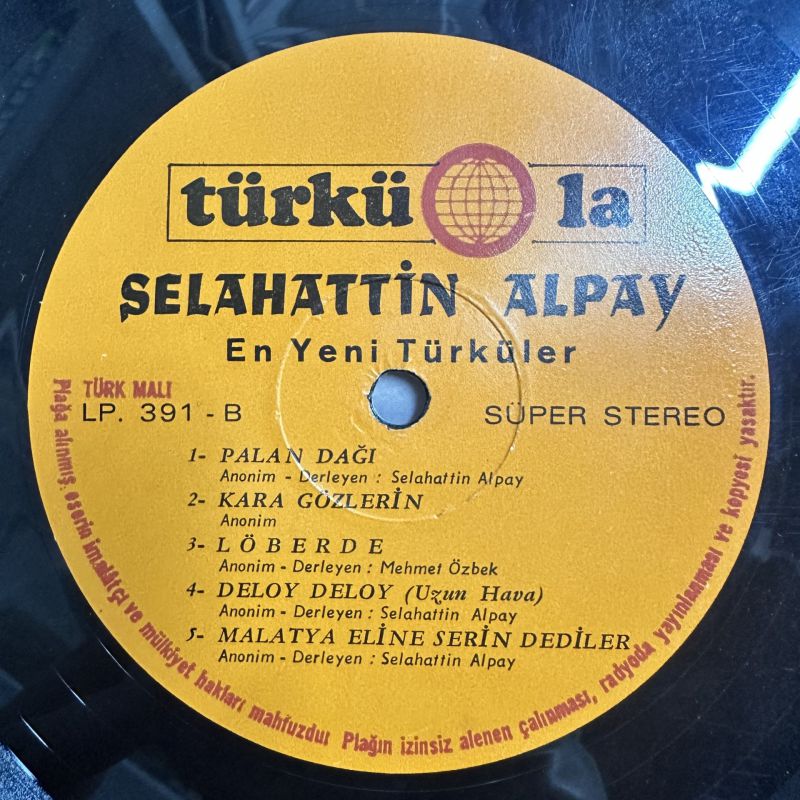 türkü la
SELAHATTİN ALPAY
En Yeni Türküler
TÜRK MALI
LP. 391 - B
SÜPER STEREO
1- PALAN DAĞI
Anonim - Derleyen : Selahattin Alpay
2- KARA GÖZLERİN
Anonim
3- LÖBERDE
Anonim - Derleyen : Mehmet Özbek
4- DELOY DELOY (Uzun Hava)
Anonim - Derleyen : Selahattin Alpay
5- MALATYA ELİNE SERİN DEDİLER
Anonim - Derleyen : Selahattin Alpay
Plağa alınmış eserin imalâtçı ve mülkiyet hakları mahfuzdur Plağın izinsiz alenen çalınması, radyoda yayınlanması ve kopyesi yasaktır.